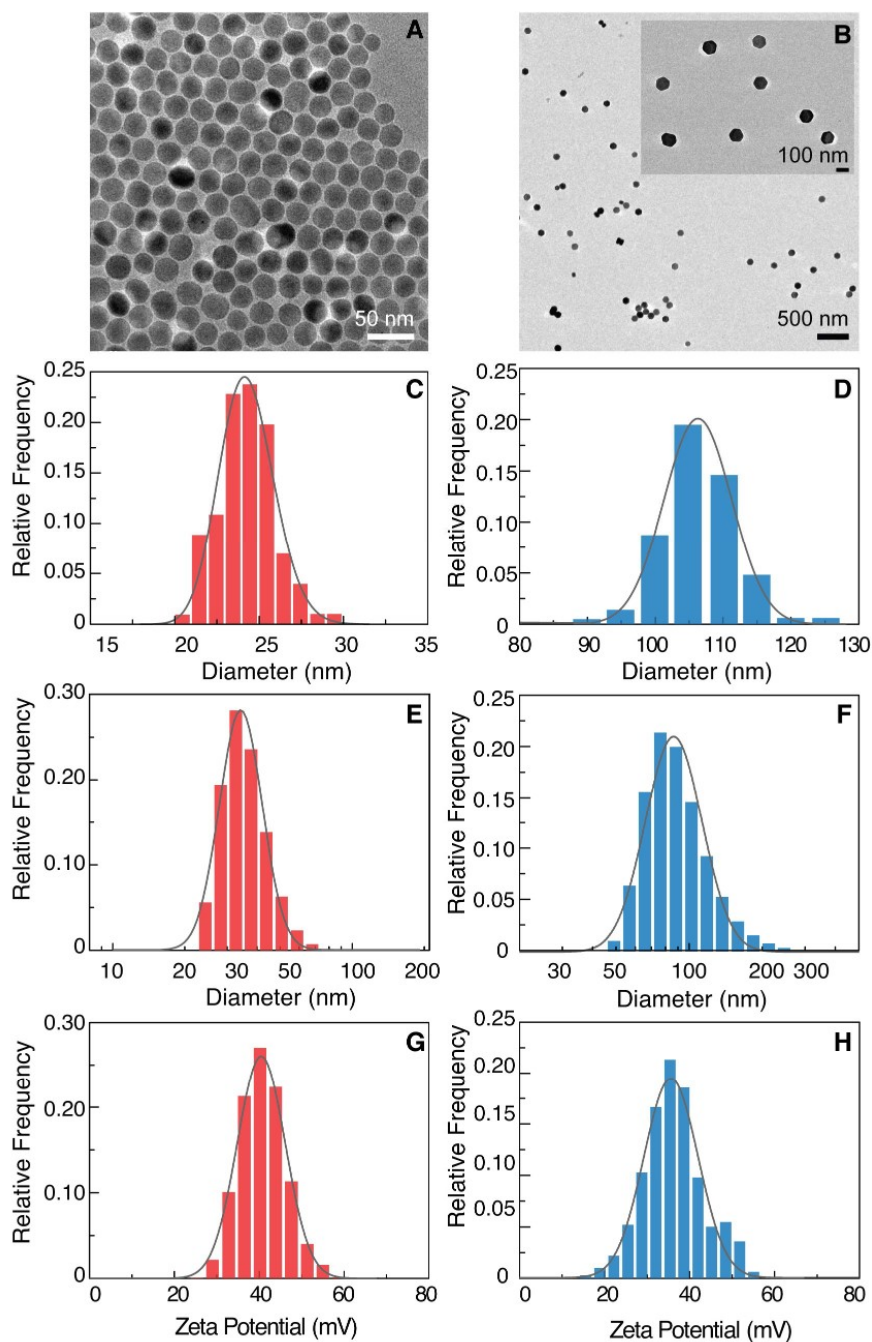 A
50 nm
B
100 nm
500 nm
C
Relative Frequency
0.25
0.20
0.15
0.10
0.05
0
15 20 25 30 35
Diameter (nm)
D
Relative Frequency
0.25
0.20
0.15
0.10
0.05
0
80 90 100 110 120 130
Diameter (nm)
E
Relative Frequency
0.30
0.20
0.10
0
10 20 30 50 100 200
Diameter (nm)
F
Relative Frequency
0.25
0.20
0.15
0.10
0.05
0
30 50 100 200 300
Diameter (nm)
G
Relative Frequency
0.30
0.20
0.10
0
0 20 40 60 80
Zeta Potential (mV)
H
Relative Frequency
0.25
0.20
0.15
0.10
0.05
0
0 20 40 60 80
Zeta Potential (mV)